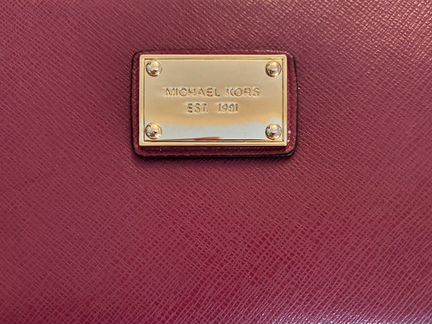 MICHAEL KORS
EST. 1981